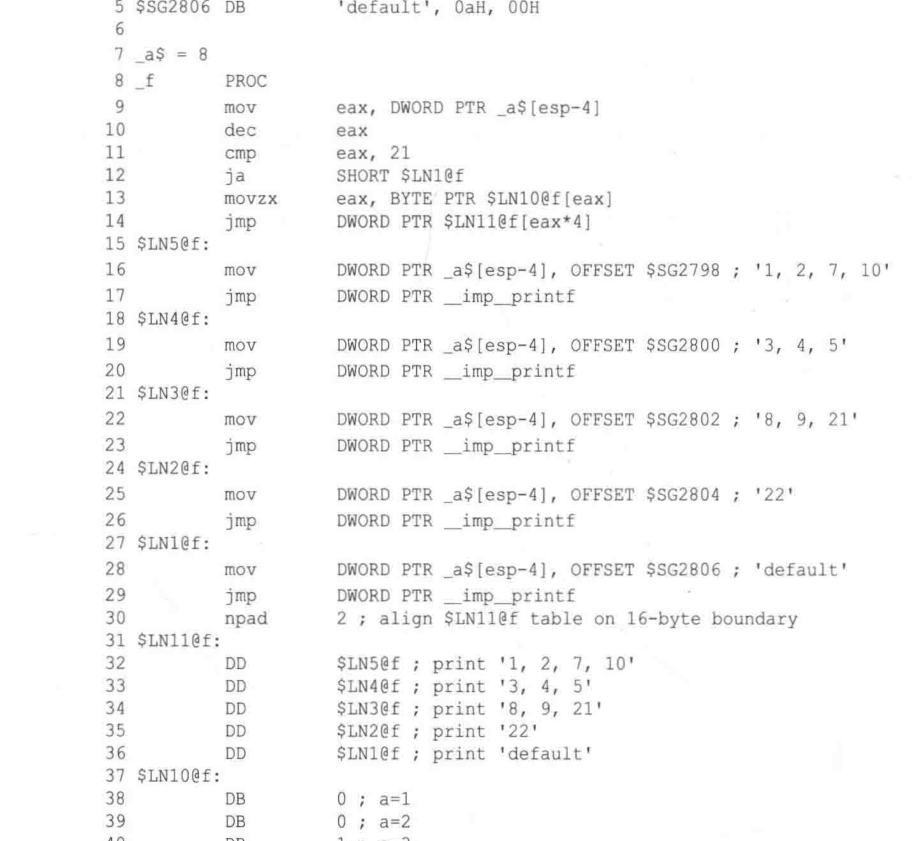 5 $SG2806 DB 'default', 0aH, 00H
6
7 _a$ = 8
8 _f PROC
9 mov eax, DWORD PTR _a$[esp-4]
10 dec eax
11 cmp eax, 21
12 ja SHORT $LN1@f
13 movzx eax, BYTE PTR $LN10@f[eax]
14 jmp DWORD PTR $LN11@f[eax*4]
15 $LN5@f:
16 mov DWORD PTR _a$[esp-4], OFFSET $SG2798 ; '1, 2, 7, 10'
17 jmp DWORD PTR __imp__printf
18 $LN4@f:
19 mov DWORD PTR _a$[esp-4], OFFSET $SG2800 ; '3, 4, 5'
20 jmp DWORD PTR __imp__printf
21 $LN3@f:
22 mov DWORD PTR _a$[esp-4], OFFSET $SG2802 ; '8, 9, 21'
23 jmp DWORD PTR __imp__printf
24 $LN2@f:
25 mov DWORD PTR _a$[esp-4], OFFSET $SG2804 ; '22'
26 jmp DWORD PTR __imp__printf
27 $LN1@f:
28 mov DWORD PTR _a$[esp-4], OFFSET $SG2806 ; 'default'
29 jmp DWORD PTR __imp__printf
30 npad 2 ; align $LN11@f table on 16-byte boundary
31 $LN11@f:
32 DD $LN5@f ; print '1, 2, 7, 10'
33 DD $LN4@f ; print '3, 4, 5'
34 DD $LN3@f ; print '8, 9, 21'
35 DD $LN2@f ; print '22'
36 DD $LN1@f ; print 'default'
37 $LN10@f:
38 DB 0 ; a=1
39 DB 0 ; a=2